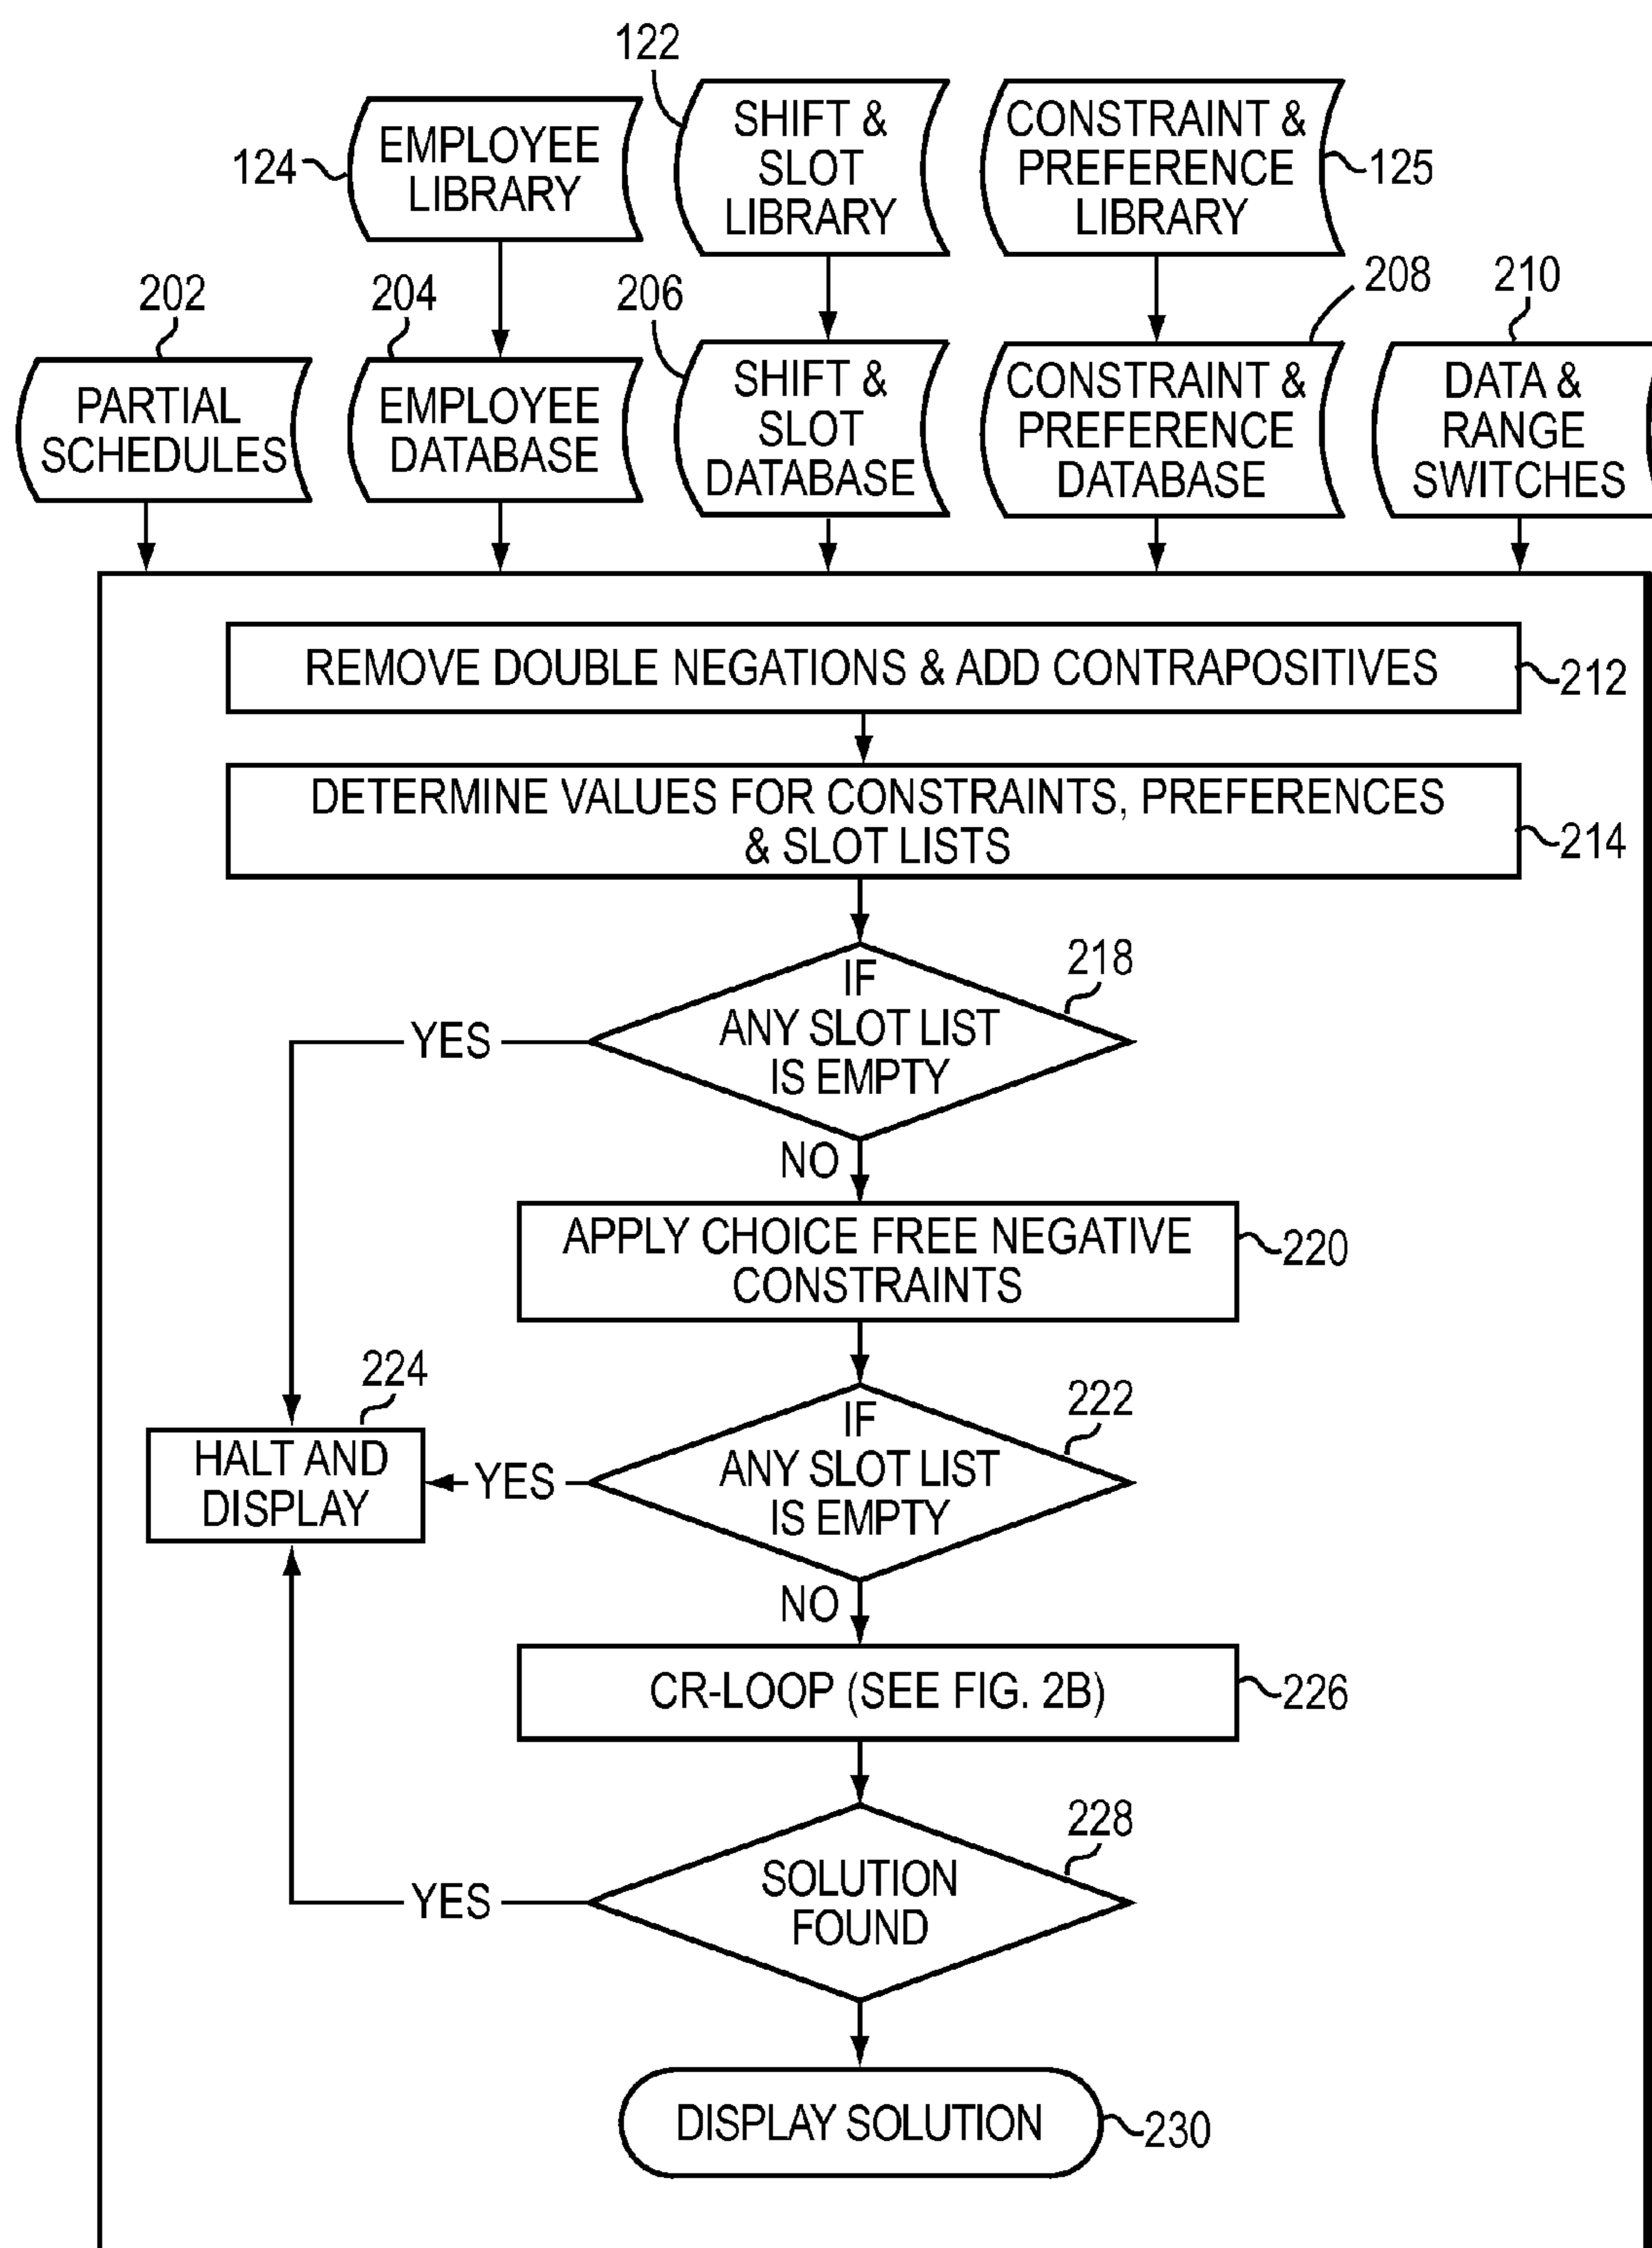 122
124
EMPLOYEE
LIBRARY
SHIFT &
SLOT
LIBRARY
CONSTRAINT &
PREFERENCE
LIBRARY
125
202
204
206
208
210
PARTIAL
SCHEDULES
EMPLOYEE
DATABASE
SHIFT &
SLOT
DATABASE
CONSTRAINT &
PREFERENCE
DATABASE
DATA &
RANGE
SWITCHES
REMOVE DOUBLE NEGATIONS & ADD CONTRAPOSITIVES
212
DETERMINE VALUES FOR CONSTRAINTS, PREFERENCES
& SLOT LISTS
214
218
IF
ANY SLOT LIST
IS EMPTY
YES
NO
APPLY CHOICE FREE NEGATIVE
CONSTRAINTS
220
224
HALT AND
DISPLAY
222
IF
ANY SLOT LIST
IS EMPTY
YES
NO
CR-LOOP (SEE FIG. 2B)
226
228
SOLUTION
FOUND
YES
DISPLAY SOLUTION
230